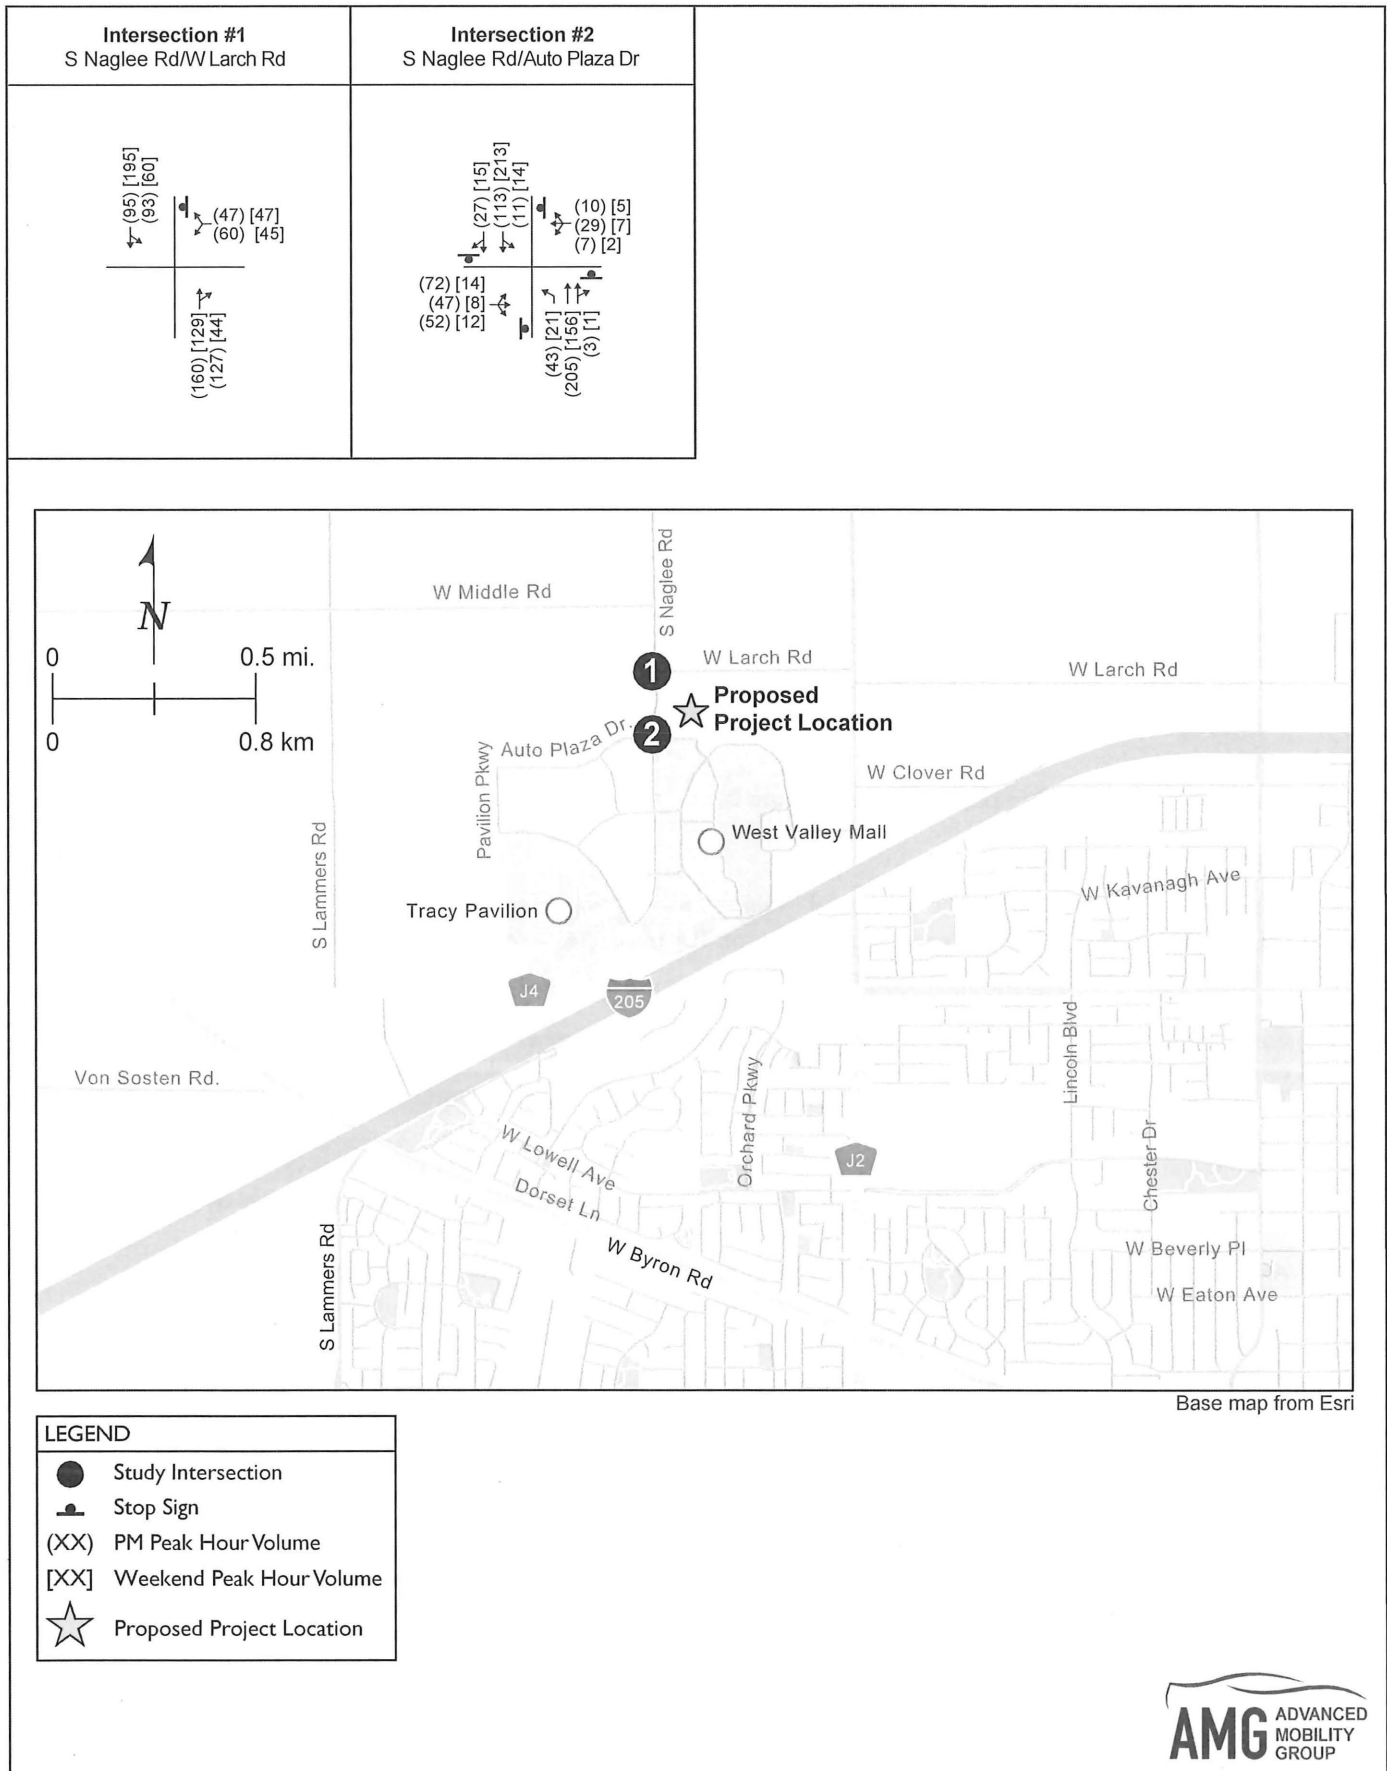 Intersection #1
S Naglee Rd/W Larch Rd
Intersection #2
S Naglee Rd/Auto Plaza Dr
(95) [195]
(93) [60]
(47) [47]
(60) [45]
(160) [129]
(127) [44]
(27) [15]
(113) [213]
(11) [14]
(10) [5]
(29) [7]
(7) [2]
(72) [14]
(47) [8]
(52) [12]
(43) [21]
(205) [156]
(3) [1]
N
0 0.5 mi.
0 0.8 km
W Middle Rd
S Naglee Rd
1
W Larch Rd
W Larch Rd
Proposed
Project Location
2
Auto Plaza Dr.
Pavilion Pkwy
W Clover Rd
S Lammers Rd
West Valley Mall
W Kavanagh Ave
Tracy Pavilion
J4
205
Von Sosten Rd.
Lincoln Blvd
Orchard Pkwy
W Lowell Ave
Dorset Ln
J2
Chester Dr
S Lammers Rd
W Byron Rd
W Beverly Pl
W Eaton Ave
Base map from Esri
LEGEND
Study Intersection
Stop Sign
(XX) PM Peak Hour Volume
[XX] Weekend Peak Hour Volume
Proposed Project Location
AMG ADVANCED
MOBILITY
GROUP